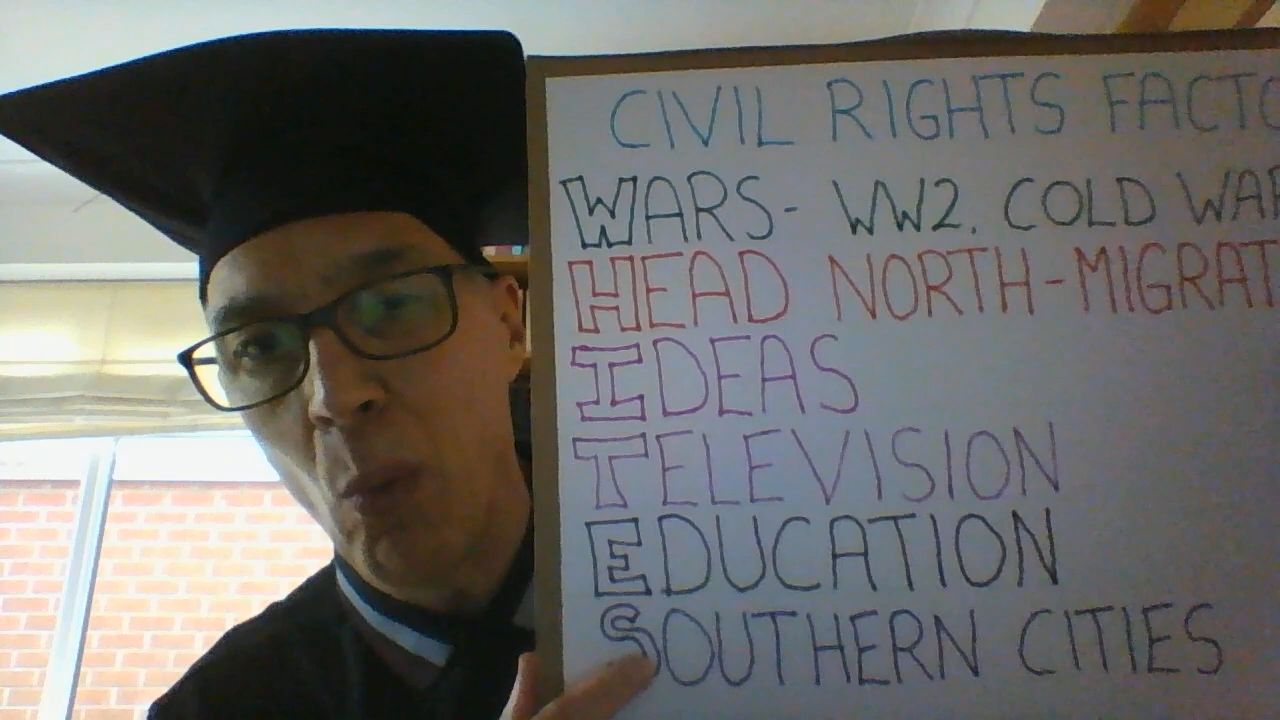 CIVIL RIGHTS FACTO
WARS- WW2. COLD WAR
HEAD NORTH-MIGRAT
IDEAS
TELEVISION
EDUCATION
SOUTHERN CITIES